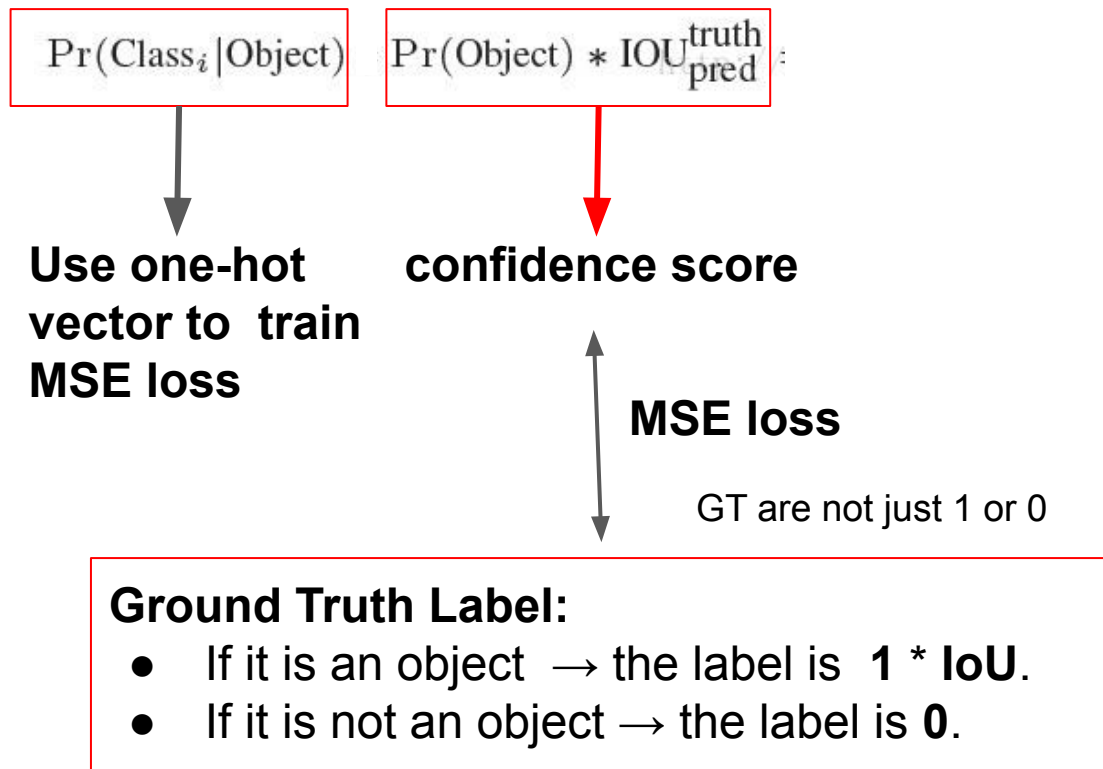 Pr(Class_i|Object) Pr(Object) * IOU^truth_pred
Use one-hot confidence score
vector to train
MSE loss
MSE loss
GT are not just 1 or 0
Ground Truth Label:
● If it is an object → the label is 1 * IoU.
● If it is not an object → the label is 0.